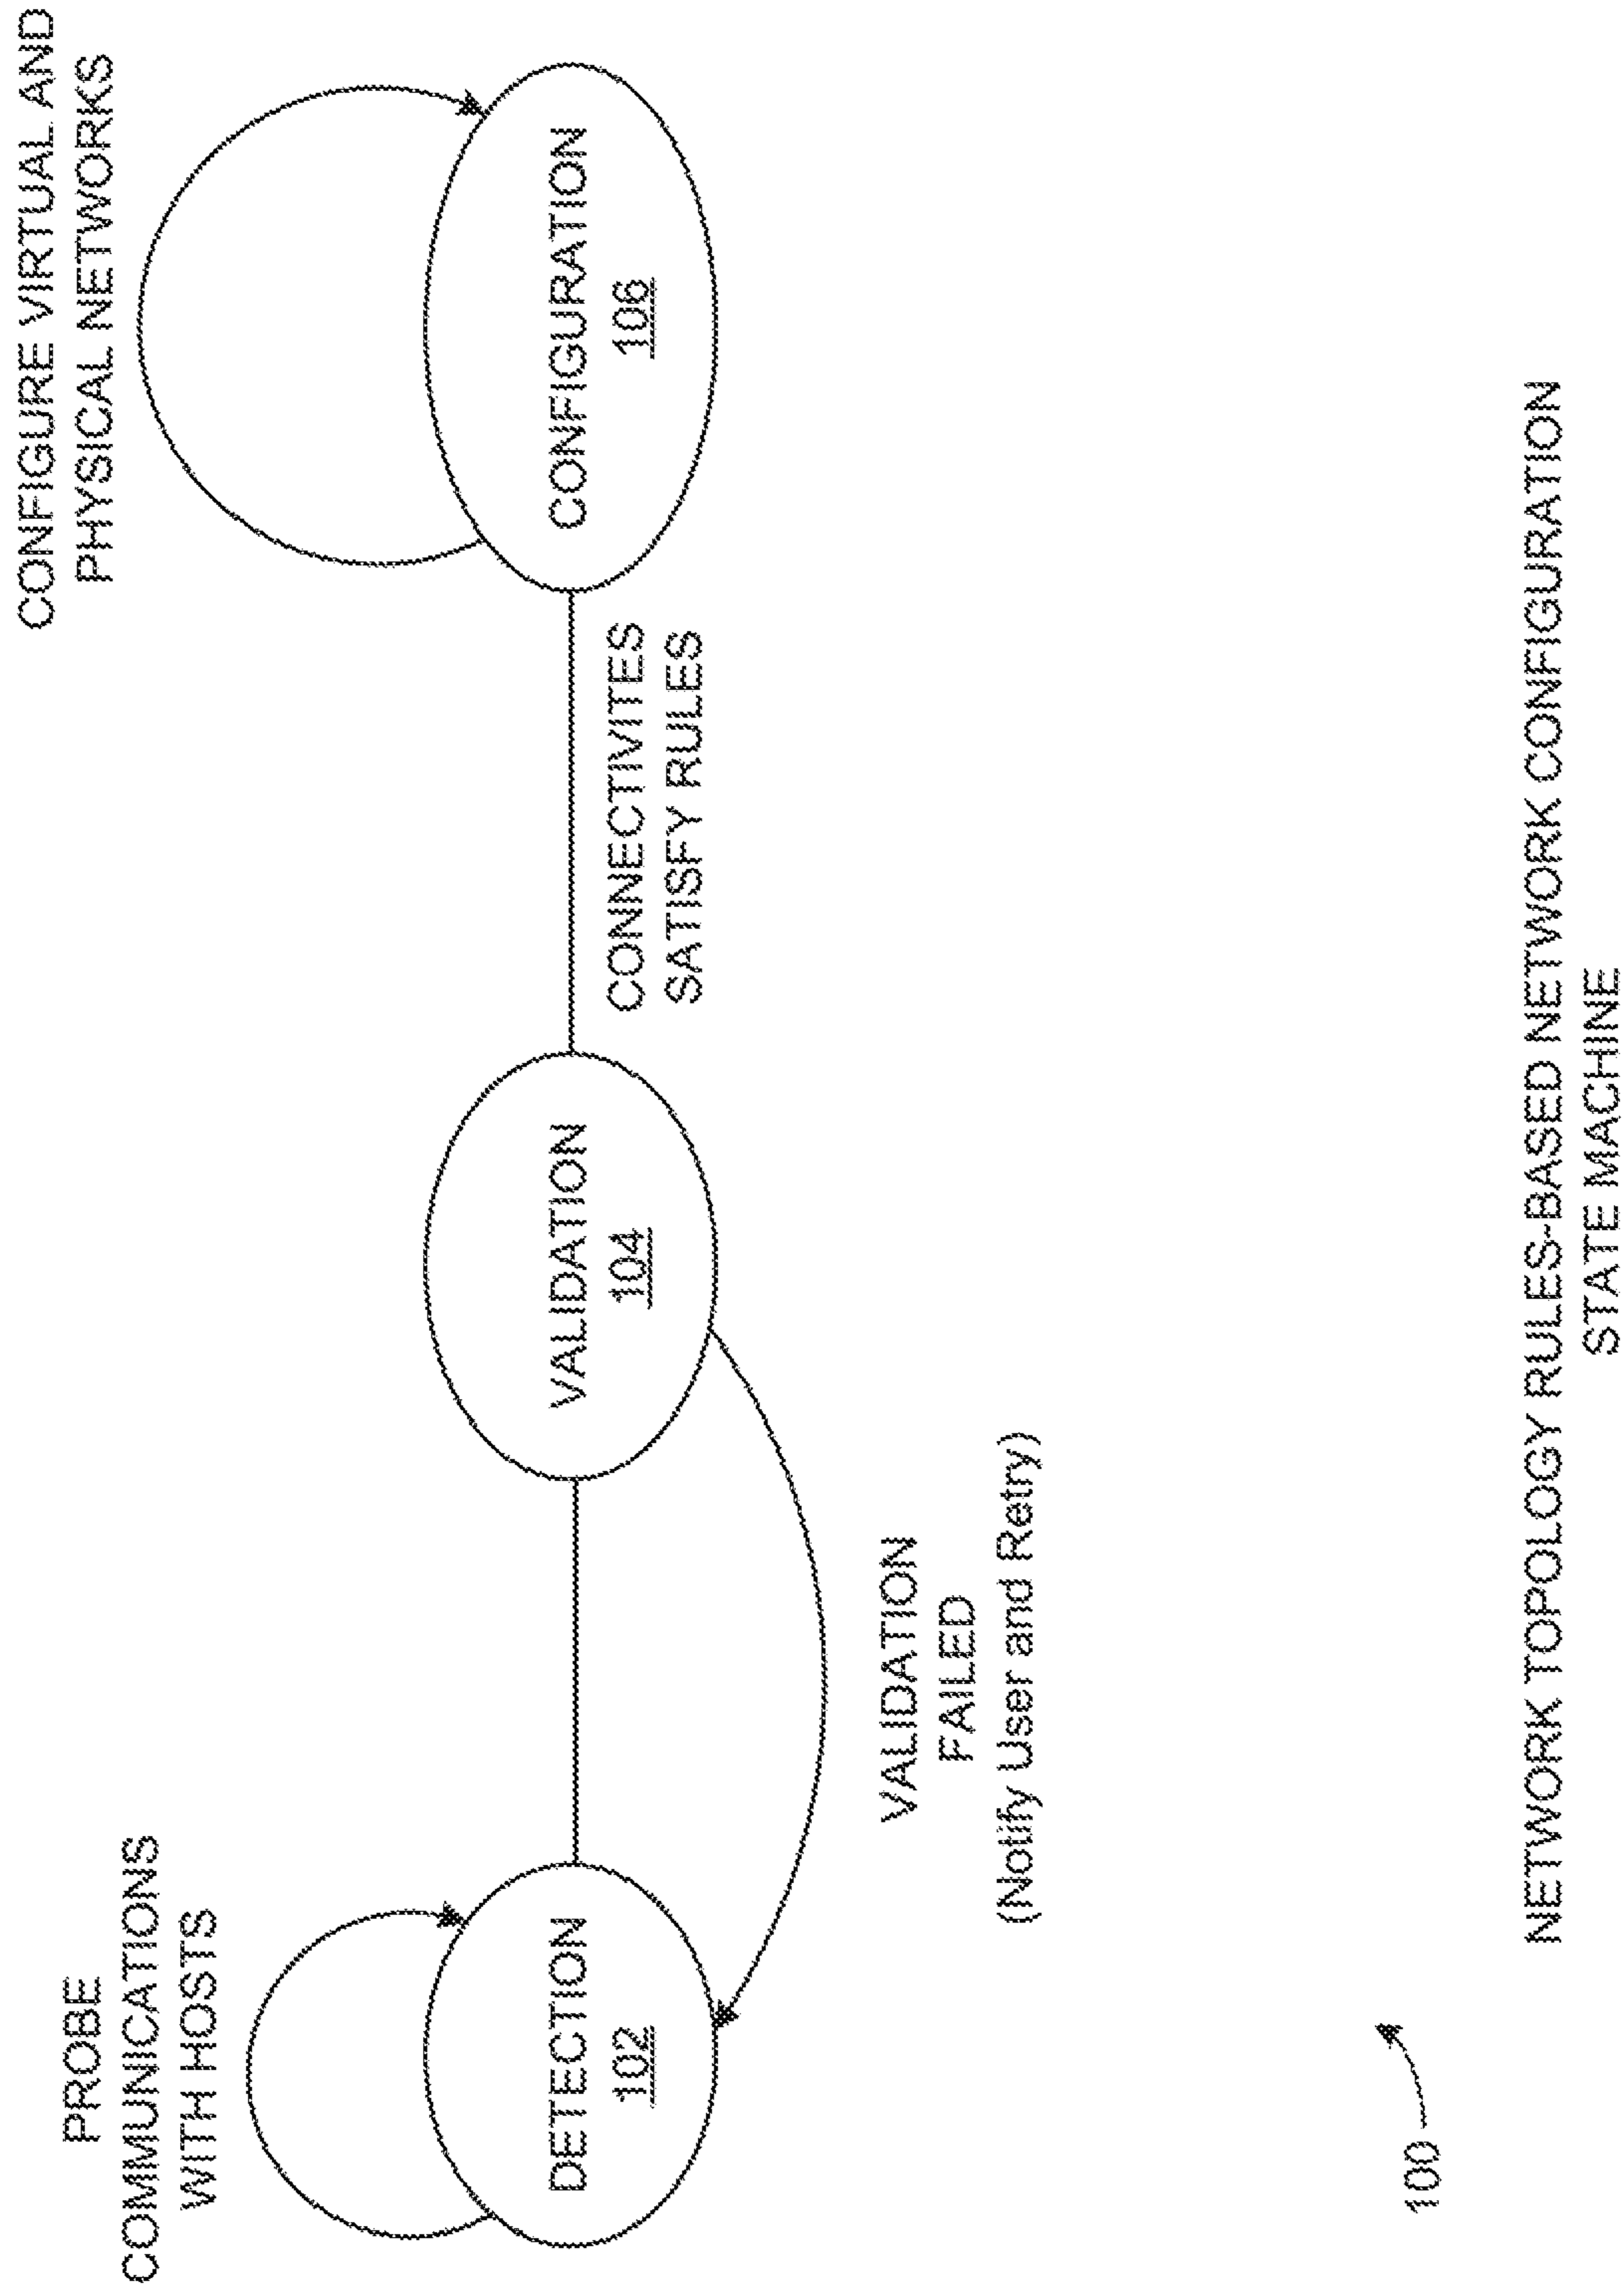 PROBE
COMMUNICATIONS
WITH HOSTS
CONFIGURE VIRTUAL AND
PHYSICAL NETWORKS
DETECTION
102
VALIDATION
104
CONFIGURATION
106
CONNECTIVITES
SATISFY RULES
VALIDATION
FAILED
(Notify User and Retry)
100
NETWORK TOPOLOGY RULES-BASED NETWORK CONFIGURATION
STATE MACHINE